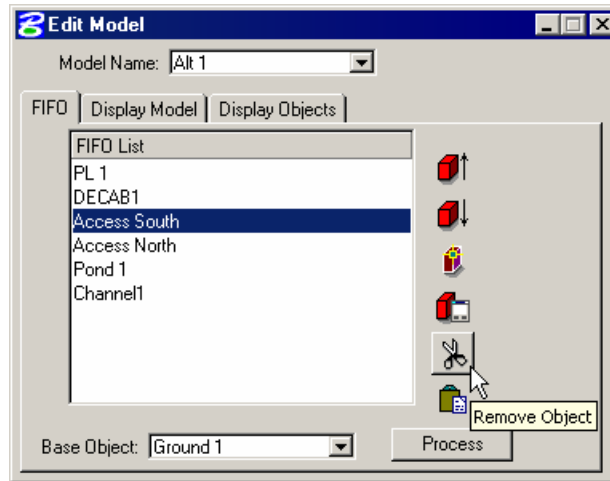 Edit Model
Model Name: Alt 1
FIFO Display Model Display Objects
FIFO List
PL 1
DECAB1
Access South
Access North
Pond 1
Channel1
Remove Object
Base Object: Ground 1 Process